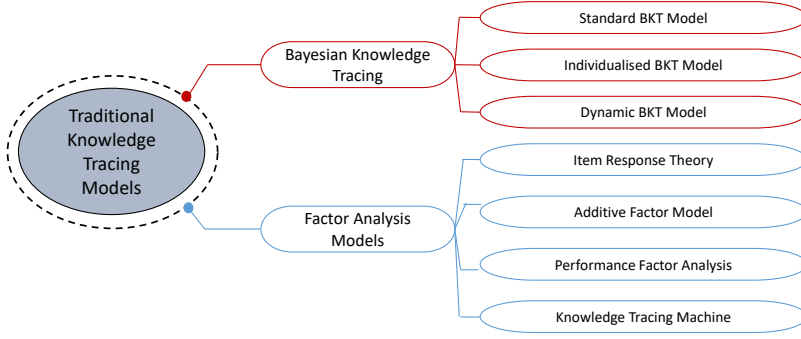 Traditional
Knowledge
Tracing
Models
Bayesian Knowledge
Tracing
Standard BKT Model
Individualised BKT Model
Dynamic BKT Model
Factor Analysis
Models
Item Response Theory
Additive Factor Model
Performance Factor Analysis
Knowledge Tracing Machine